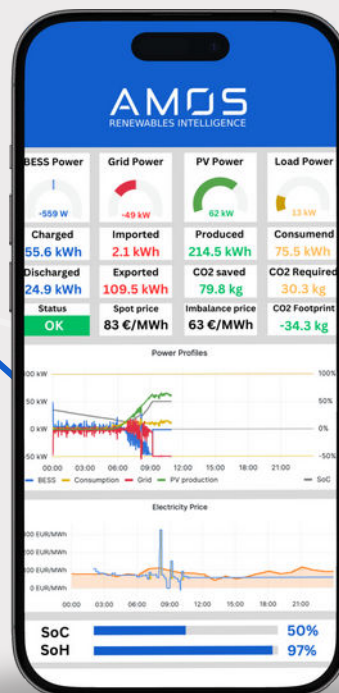 AMOS
RENEWABLES INTELLIGENCE
BESS Power Grid Power PV Power Load Power
-559 W -49 kW 62 kW 13 kW
Charged Imported Produced Consumend
55.6 kWh 2.1 kWh 214.5 kWh 75.5 kWh
Discharged Exported CO2 saved CO2 Required
24.9 kWh 109.5 kWh 79.8 kg 30.3 kg
Status Spot price Imbalance price CO2 Footprint
OK 83 €/MWh 63 €/MWh -34.3 kg
Power Profiles
100%
50%
0 kW 0%
-50%
00:00 03:00 06:00 09:00 12:00 15:00 18:00 21:00
BESS Consumption Grid PV production SoC
Electricity Price
0 EUR/MWh
00:00 03:00 06:00 09:00 12:00 15:00 18:00 21:00
SoC 50%
SoH 97%